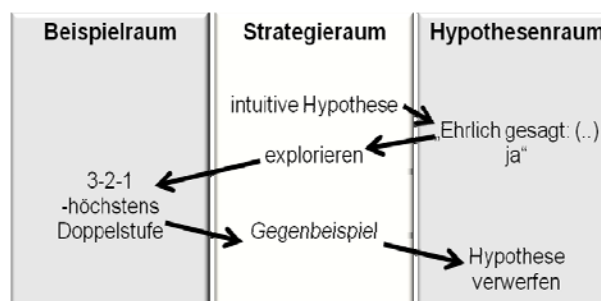 Beispielraum
Strategieraum
Hypothesenraum
intuitive Hypothese
„Ehrlich gesagt: (..)
ja“
explorieren
3-2-1
-höchstens
Doppelstufe
Gegenbeispiel
Hypothese
verwerfen